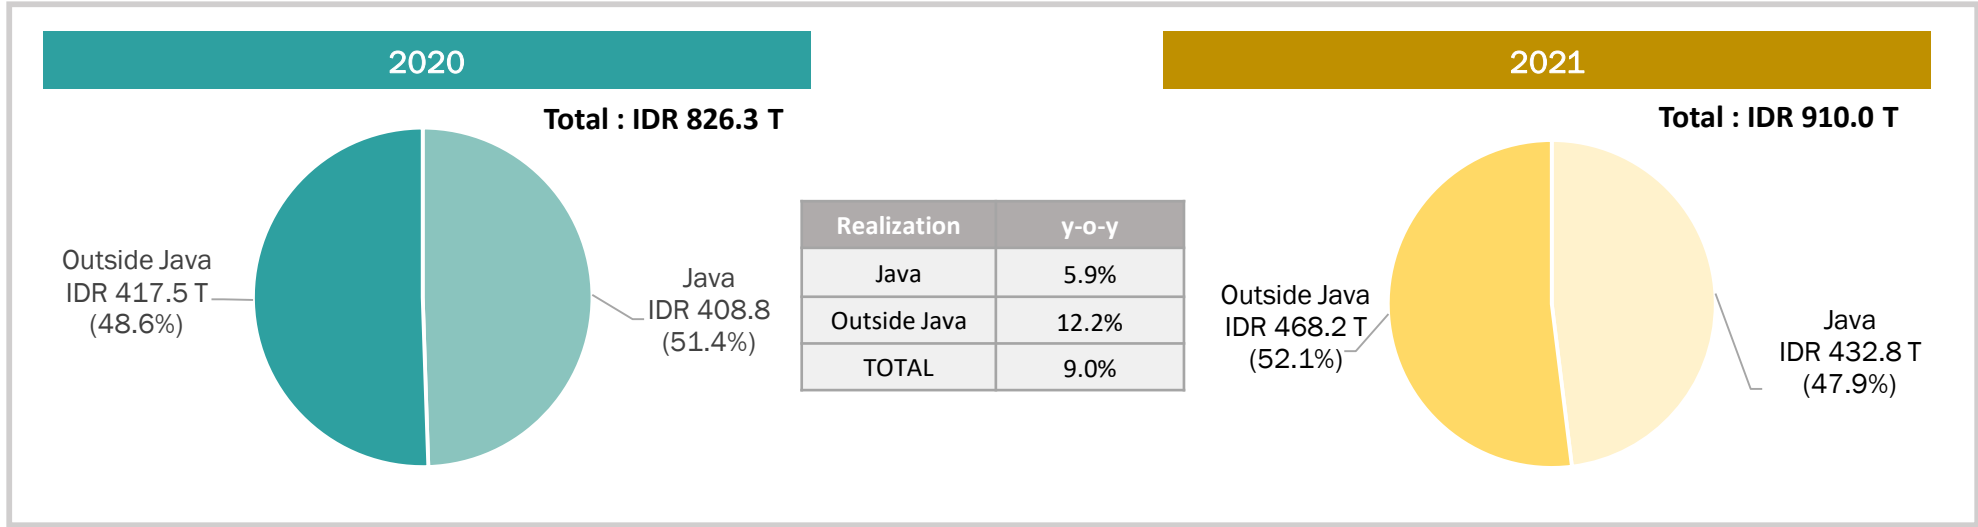 2020
Total : IDR 826.3 T
Outside Java
IDR 417.5 T
(48.6%)
Java
IDR 408.8
(51.4%)
Realization y-o-y
Java 5.9%
Outside Java 12.2%
TOTAL 9.0%
2021
Total : IDR 910.0 T
Outside Java
IDR 468.2 T
(52.1%)
Java
IDR 432.8 T
(47.9%)